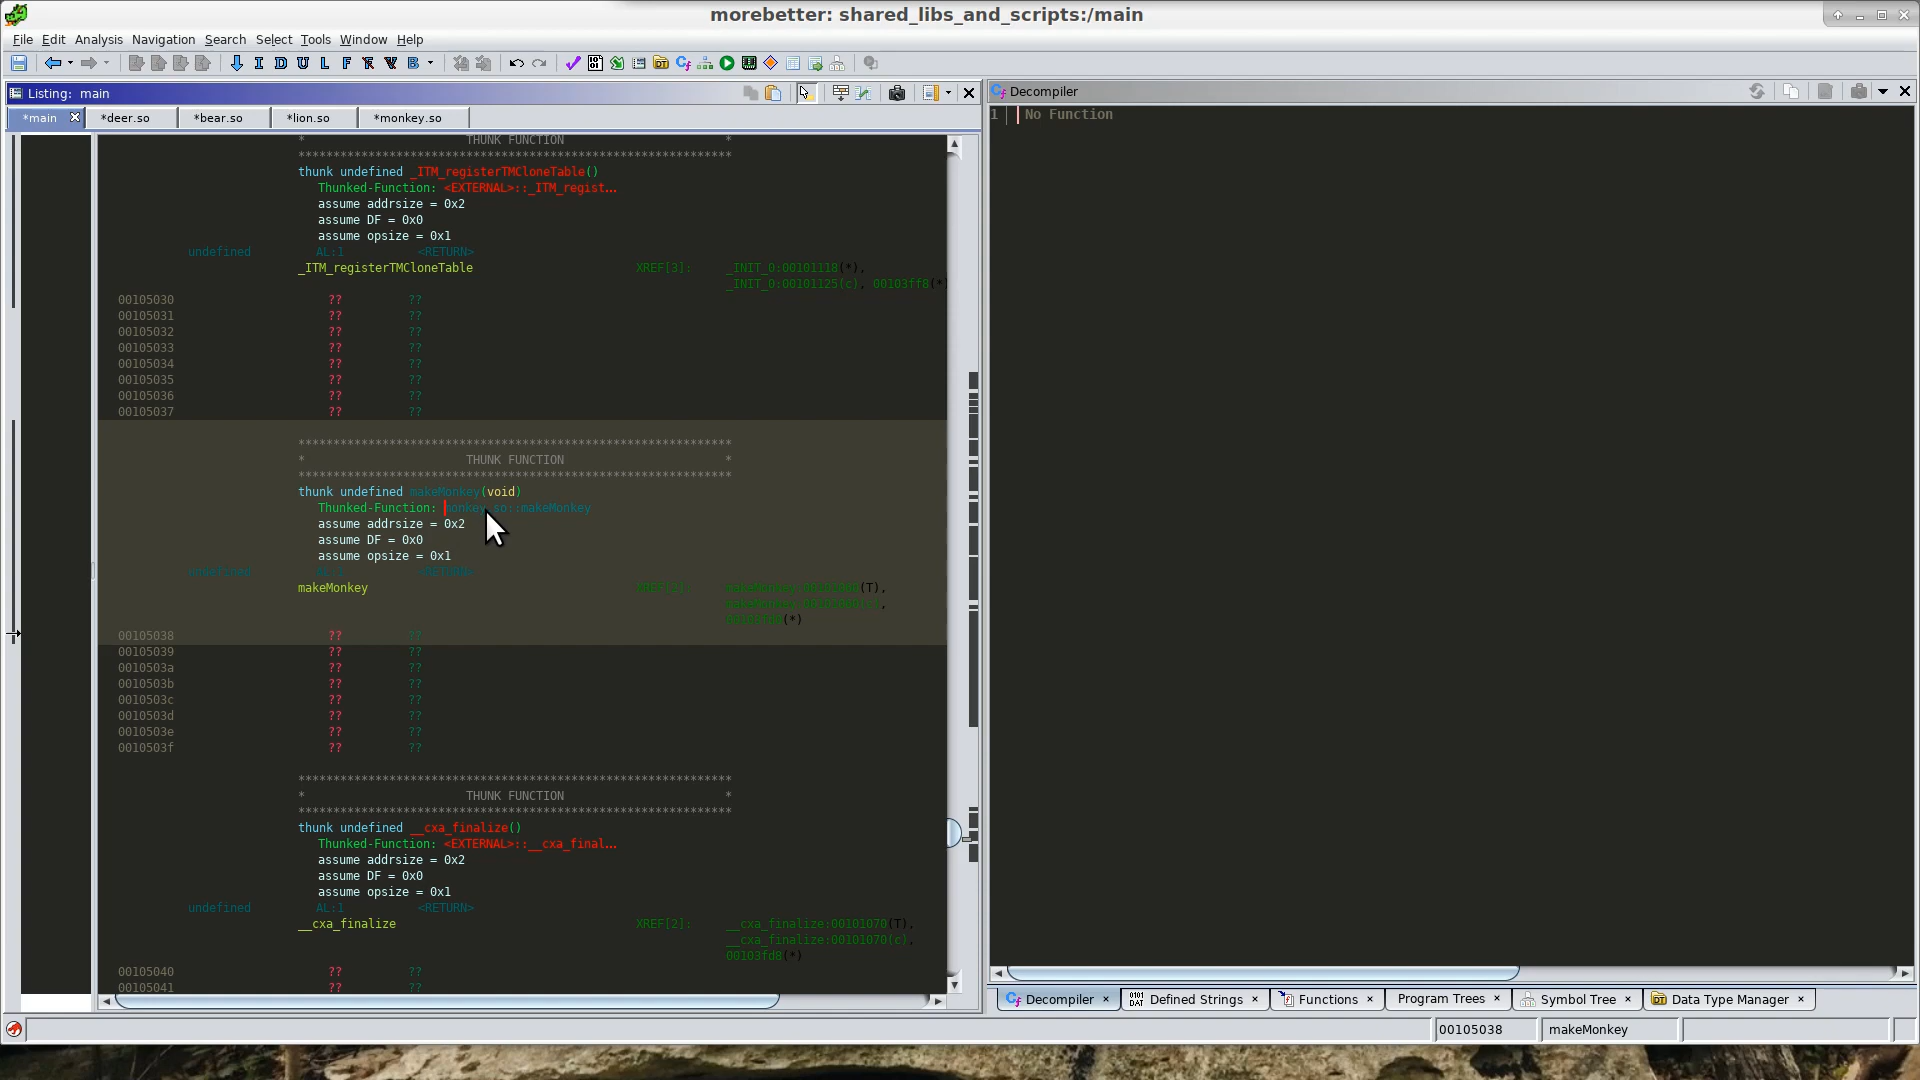 morebetter: shared_libs_and_scripts:/main
File Edit Analysis Navigation Search Select Tools Window Help
I D U L F B
Listing: main
*main *deer.so *bear.so *lion.so *monkey.so
* THUNK FUNCTION *
**************************************************************
thunk undefined _ITM_registerTMCloneTable()
Thunked-Function: <EXTERNAL>::_ITM_regist...
assume addrsize = 0x2
assume DF = 0x0
assume opsize = 0x1
undefined AL:1 <RETURN>
_ITM_registerTMCloneTable XREF[3]: _INIT_0:00101118(*),
_INIT_0:00101125(c), 00103ff8(*
00105030 ?? ??
00105031 ?? ??
00105032 ?? ??
00105033 ?? ??
00105034 ?? ??
00105035 ?? ??
00105036 ?? ??
00105037 ?? ??
**************************************************************
* THUNK FUNCTION *
**************************************************************
thunk undefined makeMonkey(void)
Thunked-Function: monkey.so::makeMonkey
assume addrsize = 0x2
assume DF = 0x0
assume opsize = 0x1
undefined AL:1 <RETURN>
makeMonkey (T),
(*)
00105038 ?? ??
00105039 ?? ??
0010503a ?? ??
0010503b ?? ??
0010503c ?? ??
0010503d ?? ??
0010503e ?? ??
0010503f ?? ??
**************************************************************
* THUNK FUNCTION *
**************************************************************
thunk undefined __cxa_finalize()
Thunked-Function: <EXTERNAL>::__cxa_final...
assume addrsize = 0x2
assume DF = 0x0
assume opsize = 0x1
undefined AL:1 <RETURN>
__cxa_finalize XREF[2]: __cxa_finalize:00101070(T),
__cxa_finalize:00101070(c),
00103fd8(*)
00105040 ?? ??
00105041 ?? ??
Decompiler
1 No Function
Decompiler Defined Strings Functions Program Trees Symbol Tree Data Type Manager
00105038 makeMonkey